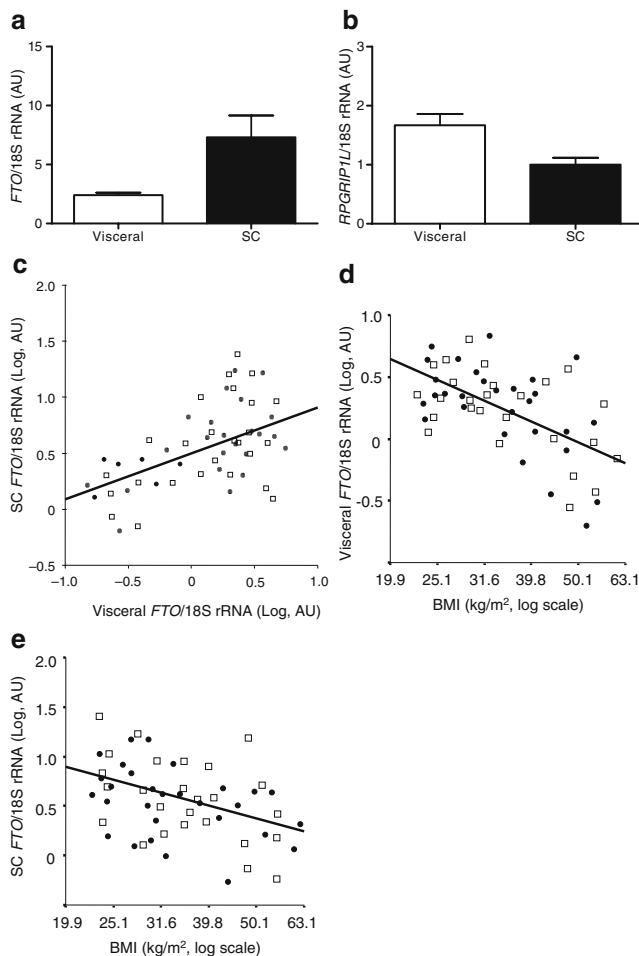 a
FTO/18S rRNA (AU)
15
10
5
0
Visceral
SC
b
RPGRIP1L/18S rRNA (AU)
3
2
1
0
Visceral
SC
c
SC FTO/18S rRNA (Log, AU)
2.0
1.5
1.0
0.5
0
−0.5
−1.0
−0.5
0
0.5
1.0
Visceral FTO/18S rRNA (Log, AU)
d
Visceral FTO/18S rRNA (Log, AU)
1.0
0.5
0
-0.5
19.9
25.1
31.6
39.8
50.1
63.1
BMI (kg/m², log scale)
e
SC FTO/18S rRNA (Log, AU)
2.0
1.5
1.0
0.5
0
19.9
25.1
31.6
39.8
50.1
63.1
BMI (kg/m², log scale)